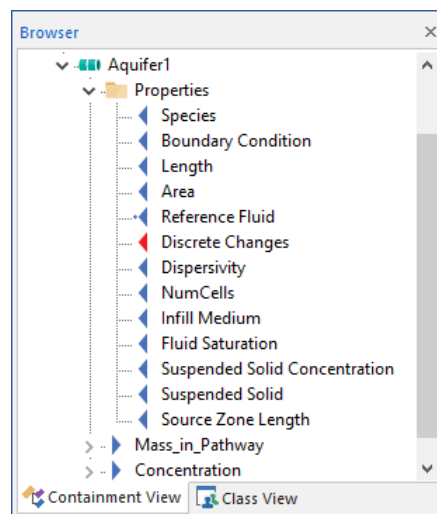 Browser
Aquifer1
Properties
Species
Boundary Condition
Length
Area
Reference Fluid
Discrete Changes
Dispersivity
NumCells
Infill Medium
Fluid Saturation
Suspended Solid Concentration
Suspended Solid
Source Zone Length
Mass_in_Pathway
Concentration
Containment View Class View